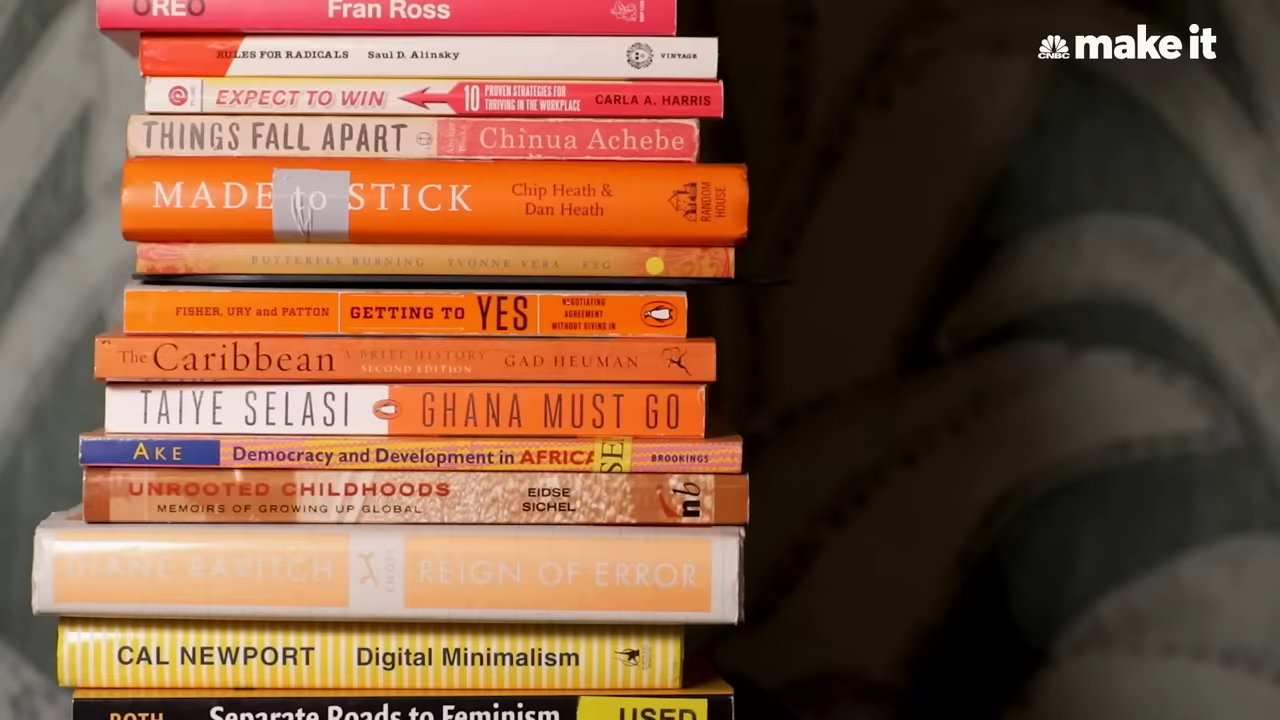 OREO Fran Ross
CNBC make it
RULES FOR RADICALS Saul D. Alinsky VINTAGE
EXPECT TO WIN 10 PROVEN STRATEGIES FOR THRIVING IN THE WORKPLACE CARLA A. HARRIS
THINGS FALL APART Chinua Achebe
MADE to STICK Chip Heath & Dan Heath RANDOM HOUSE
BUTTERFLY BURNING YVONNE VERA FSG
FISHER, URY and PATTON GETTING TO YES NEGOTIATING AGREEMENT WITHOUT GIVING IN
The Caribbean A BRIEF HISTORY SECOND EDITION GAD HEUMAN
TAIYE SELASI GHANA MUST GO
AKE Democracy and Development in AFRICA SE BROOKINGS
UNROOTED CHILDHOODS MEMOIRS OF GROWING UP GLOBAL EIDSE SICHEL nb
DIANE RAVITCH KNOPF REIGN OF ERROR
CAL NEWPORT Digital Minimalism
ROTH Separate Roads to Feminism USED